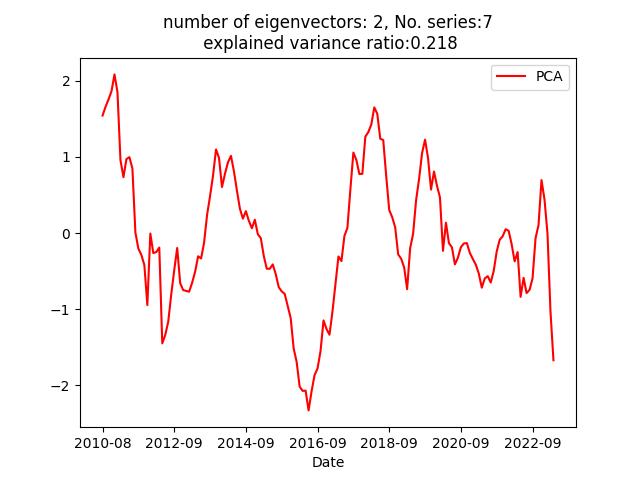 number of eigenvectors: 2, No. series:7
explained variance ratio:0.218
PCA
2
1
0
−1
−2
2010-08 2012-09 2014-09 2016-09 2018-09 2020-09 2022-09
Date